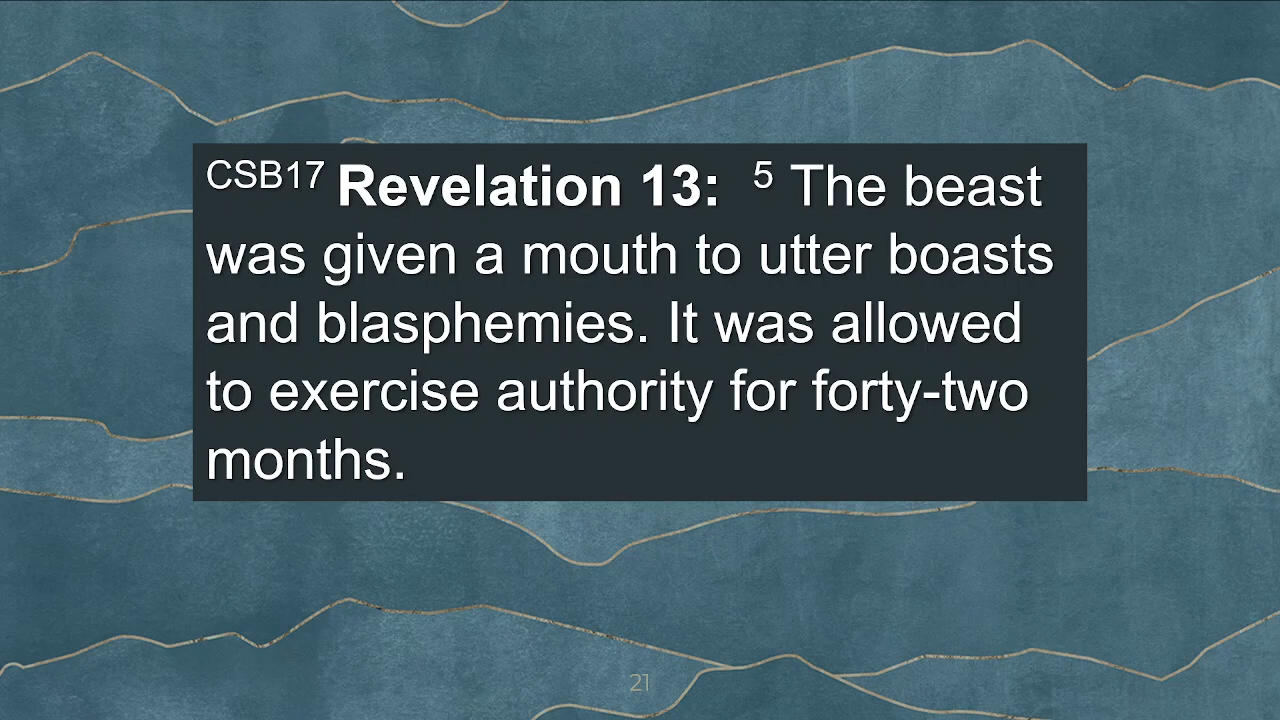 CSB17 Revelation 13: 5 The beast
was given a mouth to utter boasts
and blasphemies. It was allowed
to exercise authority for forty-two
months.
21